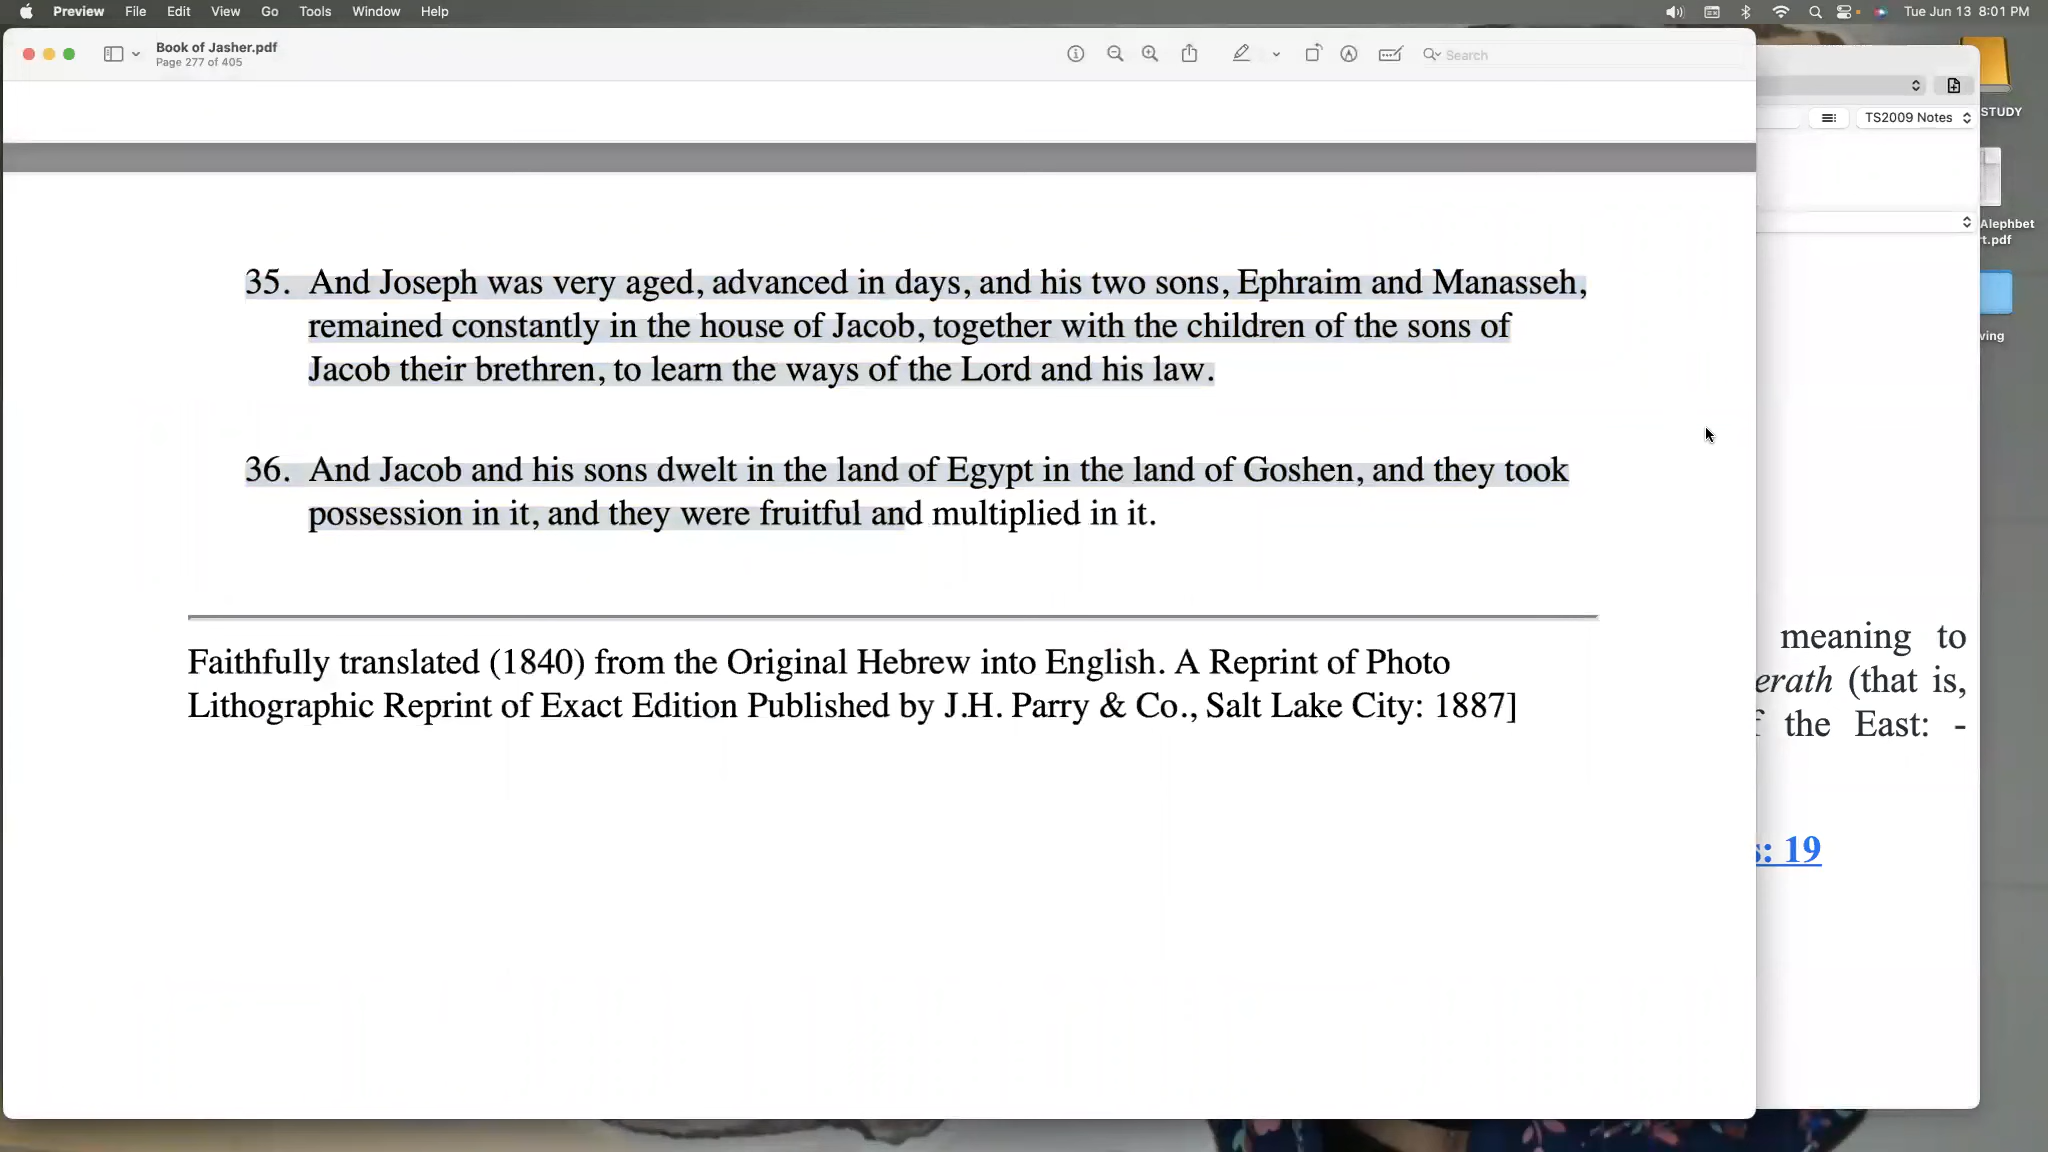 Preview File Edit View Go Tools Window Help
Tue Jun 13 8:01 PM
Book of Jasher.pdf
Page 277 of 405
Search
STUDY
TS2009 Notes
Alephbet
t.pdf
ving
35. And Joseph was very aged, advanced in days, and his two sons, Ephraim and Manasseh,
remained constantly in the house of Jacob, together with the children of the sons of
Jacob their brethren, to learn the ways of the Lord and his law.
36. And Jacob and his sons dwelt in the land of Egypt in the land of Goshen, and they took
possession in it, and they were fruitful and multiplied in it.
Faithfully translated (1840) from the Original Hebrew into English. A Reprint of Photo
Lithographic Reprint of Exact Edition Published by J.H. Parry & Co., Salt Lake City: 1887]
meaning to
erath (that is,
f the East: -
s: 19